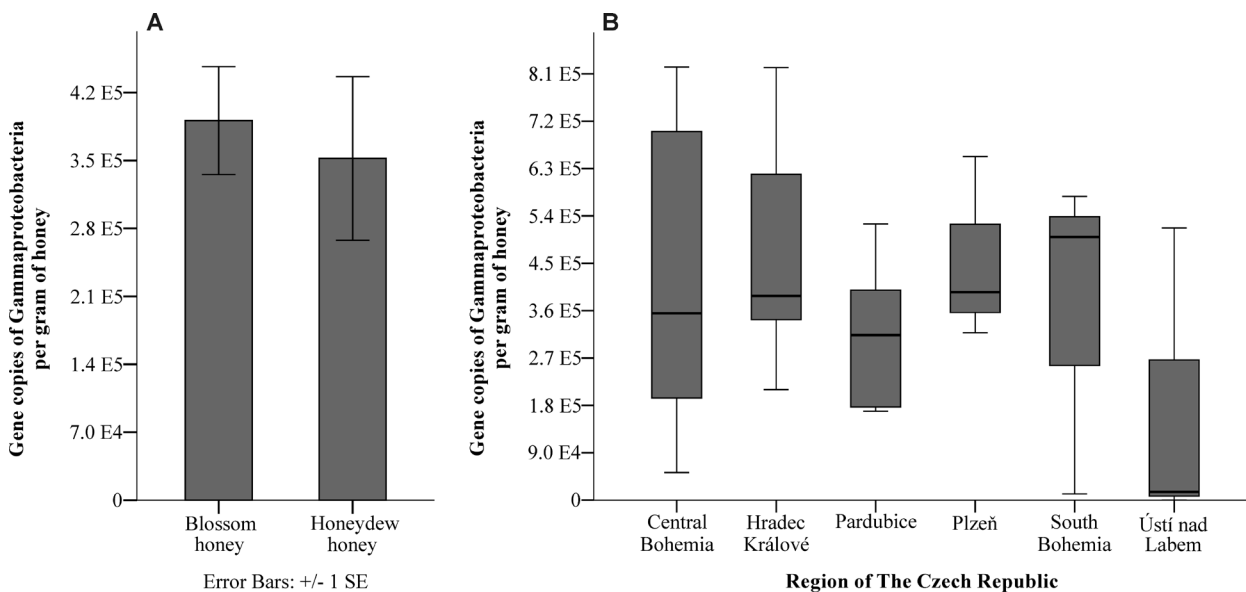 A
Gene copies of Gammaproteobacteria
per gram of honey
4.2 E5
3.5 E5
2.8 E5
2.1 E5
1.4 E5
7.0 E4
0
Blossom
honey
Honeydew
honey
Error Bars: +/- 1 SE
B
Gene copies of Gammaproteobacteria
per gram of honey
8.1 E5
7.2 E5
6.3 E5
5.4 E5
4.5 E5
3.6 E5
2.7 E5
1.8 E5
9.0 E4
0
Central
Bohemia
Hradec
Králové
Pardubice
Plzeň
South
Bohemia
Ústí nad
Labem
Region of The Czech Republic